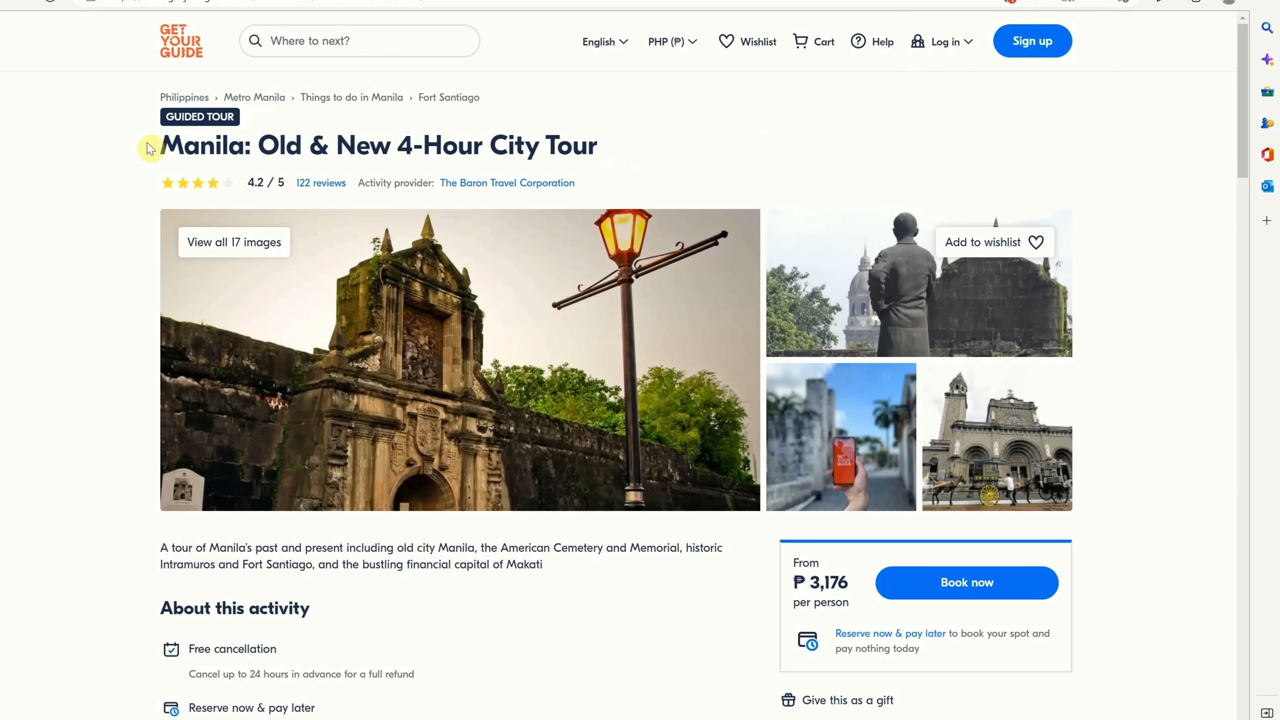 GET
YOUR
GUIDE
Where to next?
English
PHP (₱)
Wishlist
Cart
Help
Log in
Sign up
Philippines › Metro Manila › Things to do in Manila › Fort Santiago
GUIDED TOUR
Manila: Old & New 4-Hour City Tour
4.2 / 5 122 reviews Activity provider: The Baron Travel Corporation
View all 17 images
Add to wishlist
A tour of Manila's past and present including old city Manila, the American Cemetery and Memorial, historic
Intramuros and Fort Santiago, and the bustling financial capital of Makati
About this activity
Free cancellation
Cancel up to 24 hours in advance for a full refund
Reserve now & pay later
From
₱ 3,176
per person
Book now
Reserve now & pay later to book your spot and
pay nothing today
Give this as a gift